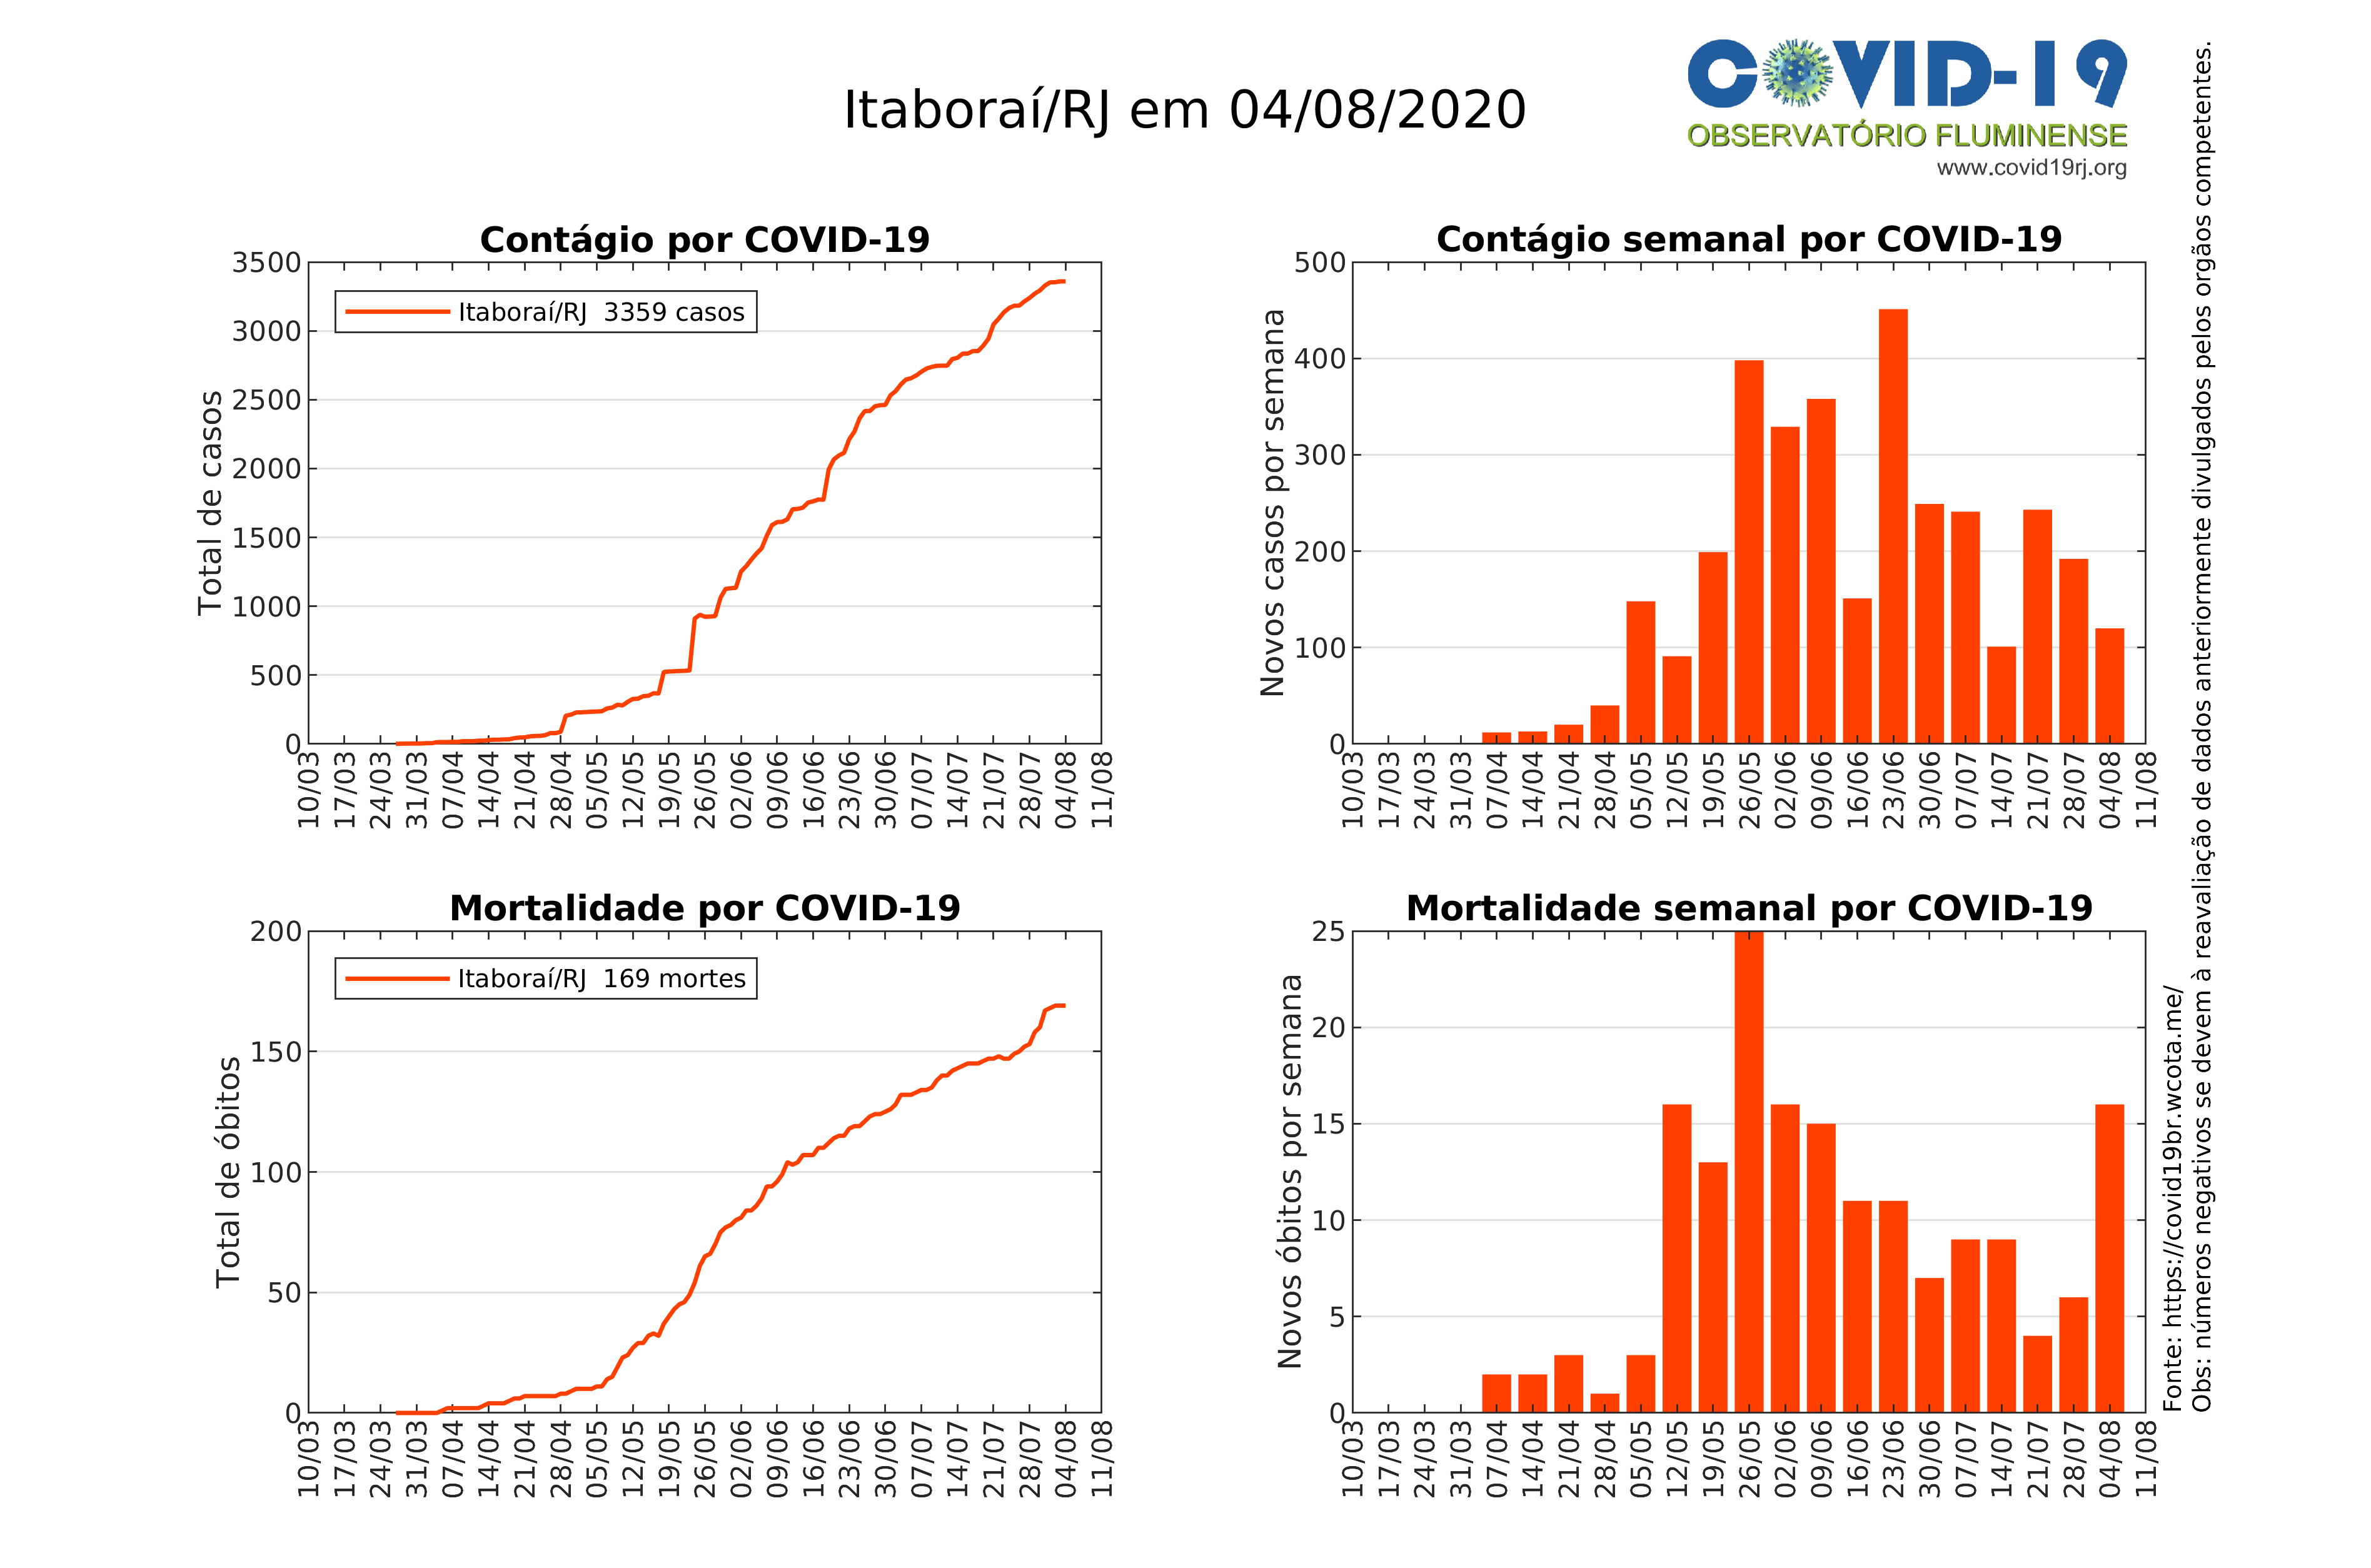 Itaboraí/RJ em 04/08/2020
COVID-19
OBSERVATÓRIO FLUMINENSE
www.covid19rj.org
Contágio por COVID-19
Total de casos
3500
3000
2500
2000
1500
1000
500
0
Itaboraí/RJ 3359 casos
10/03 17/03 24/03 31/03 07/04 14/04 21/04 28/04 05/05 12/05 19/05 26/05 02/06 09/06 16/06 23/06 30/06 07/07 14/07 21/07 28/07 04/08 11/08
Contágio semanal por COVID-19
Novos casos por semana
500
400
300
200
100
0
10/03 17/03 24/03 31/03 07/04 14/04 21/04 28/04 05/05 12/05 19/05 26/05 02/06 09/06 16/06 23/06 30/06 07/07 14/07 21/07 28/07 04/08 11/08
Mortalidade por COVID-19
Total de óbitos
200
150
100
50
0
Itaboraí/RJ 169 mortes
10/03 17/03 24/03 31/03 07/04 14/04 21/04 28/04 05/05 12/05 19/05 26/05 02/06 09/06 16/06 23/06 30/06 07/07 14/07 21/07 28/07 04/08 11/08
Mortalidade semanal por COVID-19
Novos óbitos por semana
25
20
15
10
5
0
10/03 17/03 24/03 31/03 07/04 14/04 21/04 28/04 05/05 12/05 19/05 26/05 02/06 09/06 16/06 23/06 30/06 07/07 14/07 21/07 28/07 04/08 11/08
Fonte: https://covid19br.wcota.me/
Obs: números negativos se devem à reavaliação de dados anteriormente divulgados pelos orgãos competentes.